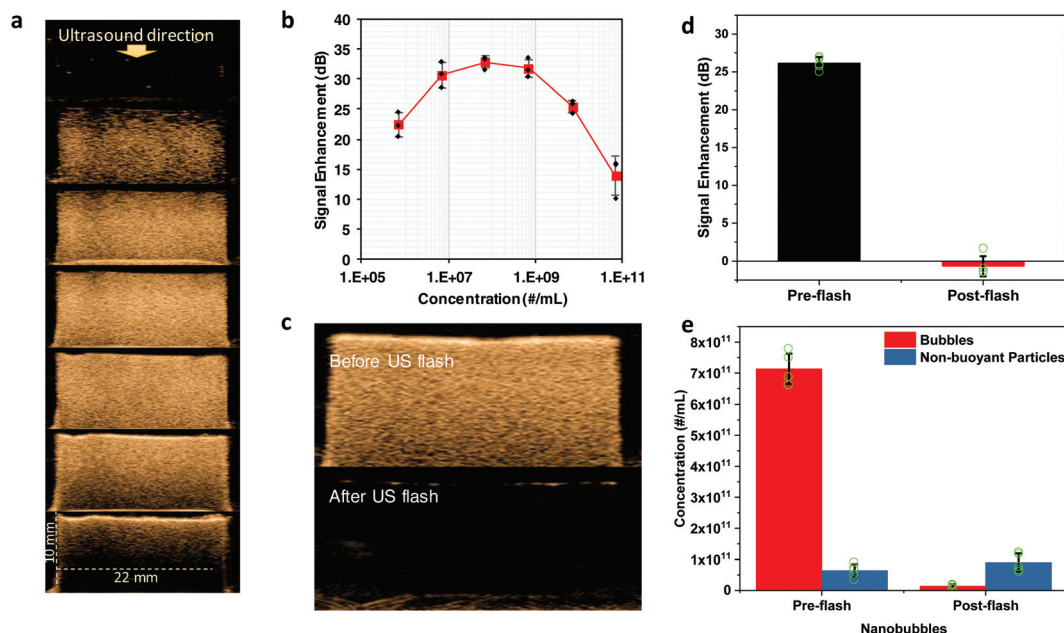 a
Ultrasound direction
10 mm
22 mm
b
Signal Enhancement (dB)
40
35
30
25
20
15
10
5
0
1.E+05
1.E+07
1.E+09
1.E+11
Concentration (#/mL)
c
Before US flash
After US flash
d
Signal Enhancement (dB)
30
25
20
15
10
5
0
Pre-flash
Post-flash
e
Bubbles
Non-buoyant Particles
Concentration (#/mL)
8x10¹¹
7x10¹¹
6x10¹¹
5x10¹¹
4x10¹¹
3x10¹¹
2x10¹¹
1x10¹¹
0
Pre-flash
Post-flash
Nanobubbles